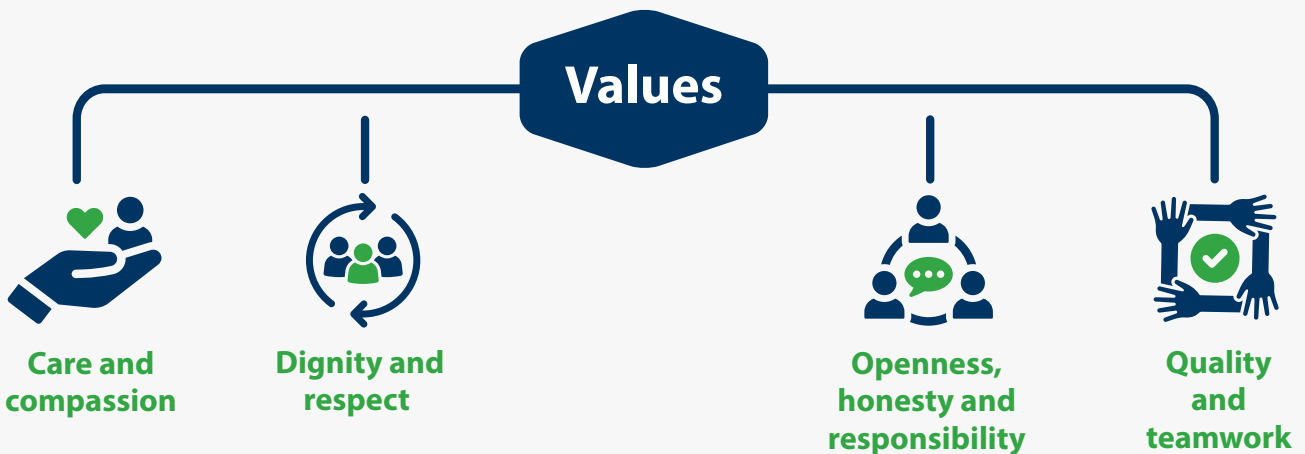 Values
Care and
compassion
Dignity and
respect
Openness,
honesty and
responsibility
Quality
and
teamwork